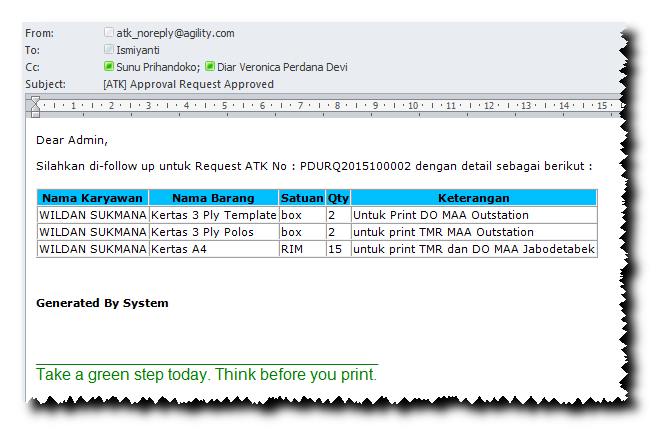 From: atk_noreply@agility.com
To: Ismiyanti
Cc: Sunu Prihandoko; Diar Veronica Perdana Devi
Subject: [ATK] Approval Request Approved
1 2 3 4 5 6 7 8 9 10 11 12 13 14 15
Dear Admin,
Silahkan di-follow up untuk Request ATK No : PDURQ2015100002 dengan detail sebagai berikut :
Nama Karyawan Nama Barang Satuan Qty Keterangan
WILDAN SUKMANA Kertas 3 Ply Template box 2 Untuk Print DO MAA Outstation
WILDAN SUKMANA Kertas 3 Ply Polos box 2 untuk print TMR MAA Outstation
WILDAN SUKMANA Kertas A4 RIM 15 untuk print TMR dan DO MAA Jabodetabek
Generated By System
Take a green step today. Think before you print.